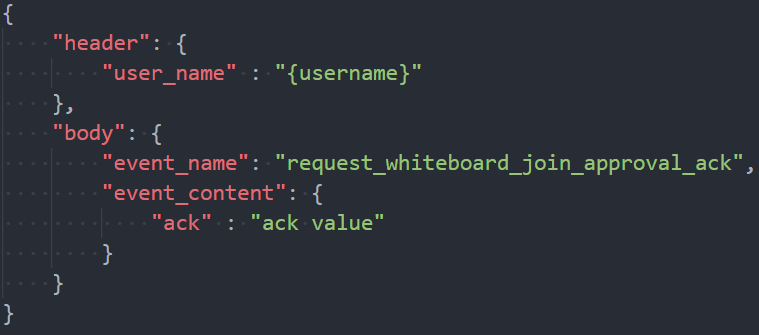 {
    "header": {
        "user_name" : "{username}"
    },
    "body": {
        "event_name": "request_whiteboard_join_approval_ack",
        "event_content": {
            "ack" : "ack value"
        }
    }
}